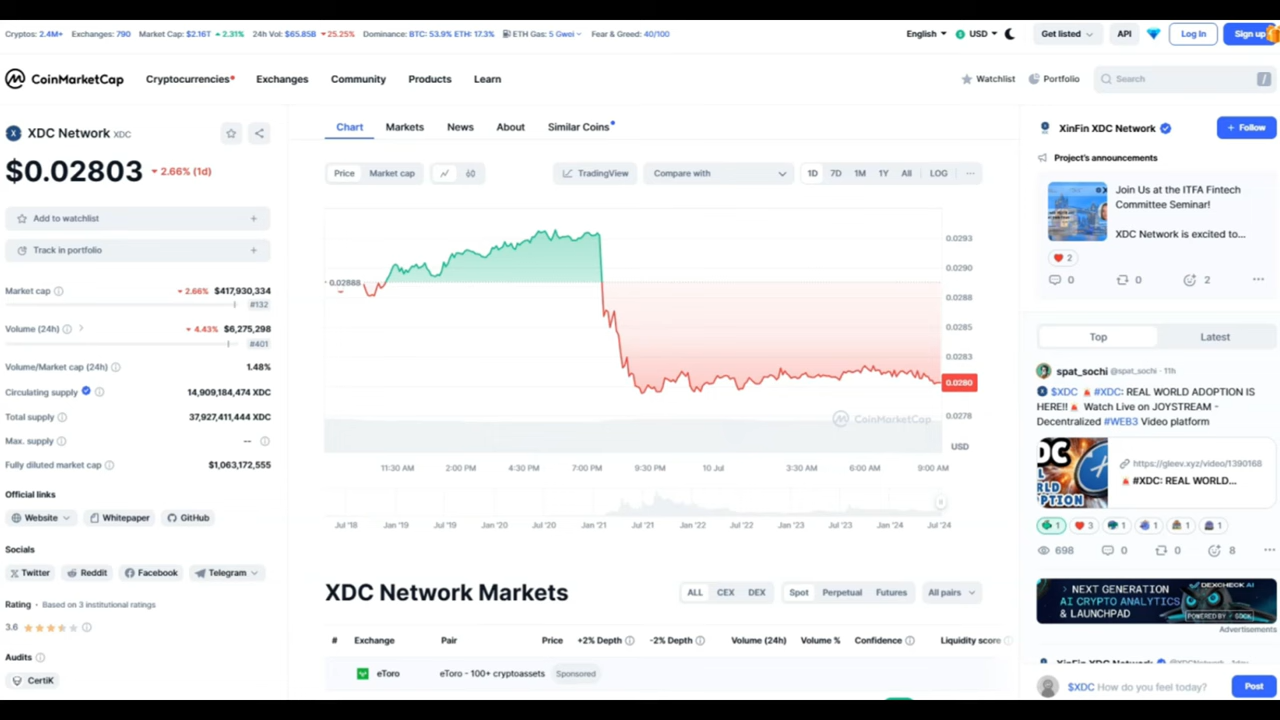 Cryptos: 2.4M+ Exchanges: 790 Market Cap: $2.16T 2.31% 24h Vol: $65.85B 25.25% Dominance: BTC: 53.9% ETH: 17.3% ETH Gas: 5 Gwei Fear & Greed: 40/100
English USD Get listed API Log In Sign up
CoinMarketCap Cryptocurrencies Exchanges Community Products Learn
Watchlist Portfolio Search /
XDC Network XDC
$0.02803 2.66% (1d)
Add to watchlist +
Track in portfolio +
Market cap 2.66% $417,930,334
#132
Volume (24h) 4.43% $6,275,298
#401
Volume/Market cap (24h) 1.48%
Circulating supply 14,909,184,474 XDC
Total supply 37,927,411,444 XDC
Max. supply --
Fully diluted market cap $1,063,172,555
Official links
Website Whitepaper GitHub
Socials
Twitter Reddit Facebook Telegram
Rating · Based on 3 institutional ratings
3.6
Audits
CertiK
Chart Markets News About Similar Coins
Price Market cap TradingView Compare with 1D 7D 1M 1Y All LOG ...
0.02888
0.0293
0.0290
0.0288
0.0285
0.0283
0.0280
0.0278
CoinMarketCap
USD
11:30 AM 2:00 PM 4:30 PM 7:00 PM 9:30 PM 10 Jul 3:30 AM 6:00 AM 9:00 AM
Jul '18 Jan '19 Jul '19 Jan '20 Jul '20 Jan '21 Jul '21 Jan '22 Jul '22 Jan '23 Jul '23 Jan '24 Jul '24
XDC Network Markets
ALL CEX DEX Spot Perpetual Futures All pairs
# Exchange Pair Price +2% Depth -2% Depth Volume (24h) Volume % Confidence Liquidity score
eToro eToro - 100+ cryptoassets Sponsored
XinFin XDC Network + Follow
Project's announcements
Join Us at the ITFA Fintech
Committee Seminar!
XDC Network is excited to...
2
0 0 2 ...
Top Latest
spat_sochi @spat_sochi · 11h
$XDC #XDC: REAL WORLD ADOPTION IS
HERE!! Watch Live on JOYSTREAM -
Decentralized #WEB3 Video platform
https://gleev.xyz/video/1390168
#XDC: REAL WORLD...
1 3 1 1 1 1
698 0 0 8 ...
NEXT GENERATION
AI CRYPTO ANALYTICS
& LAUNCHPAD
DEXCHECK AI
Advertisements
XinFin XDC Network
$XDC How do you feel today? Post